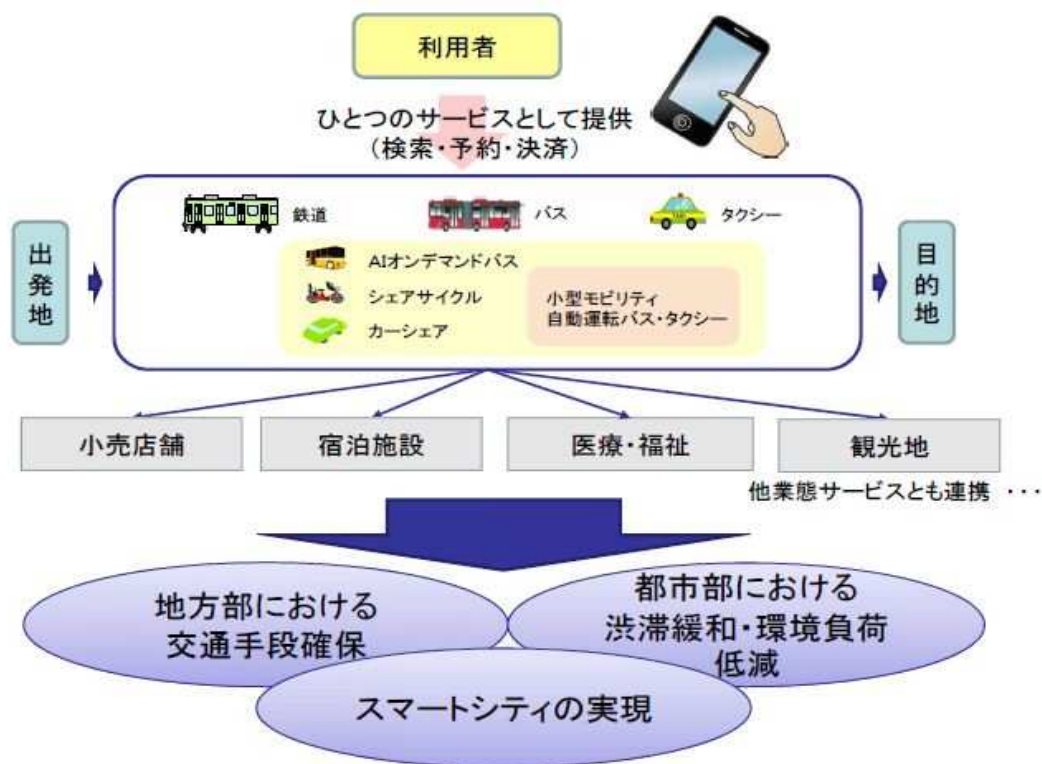 利用者
ひとつのサービスとして提供
（検索・予約・決済）
出発地
鉄道
バス
TAXI
タクシー
AIオンデマンドバス
シェアサイクル
カーシェア
小型モビリティ
自動運転バス・タクシー
目的地
小売店舗
宿泊施設
医療・福祉
観光地
他業態サービスとも連携 ・・・
地方部における
交通手段確保
都市部における
渋滞緩和・環境負荷
低減
スマートシティの実現